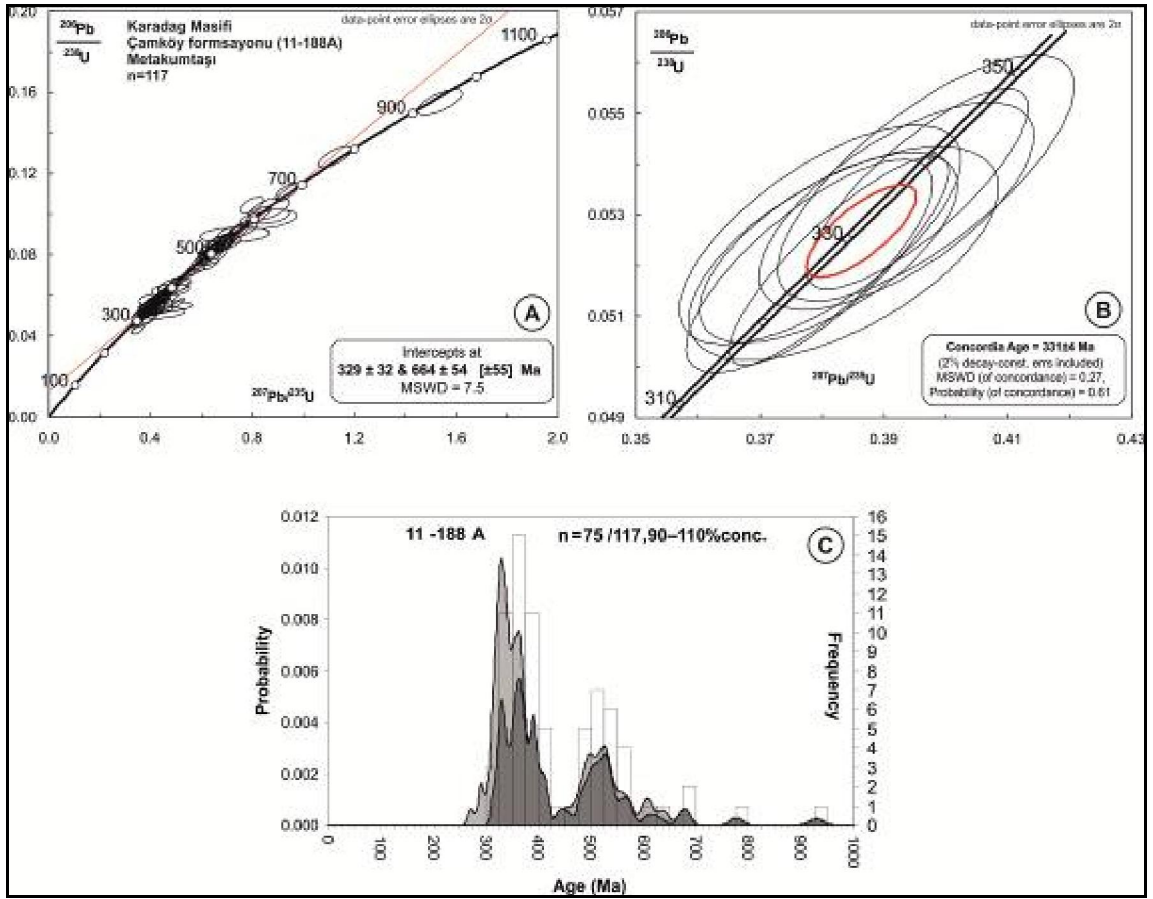 data-point error ellipses are 2σ
206Pb
238U
Karadag Masifi
Çamköy formsayonu (11-188A)
Metakumtaşı
n=117
0.20
0.16
0.12
0.08
0.04
0.00
1100
900
700
500
300
100
A
Intercepts at
329 ± 32 & 664 ± 54 [±55] Ma
MSWD = 7.5
207Pb/235U
0.0 0.4 0.8 1.2 1.6 2.0
data-point error ellipses are 2σ
206Pb
238U
0.057
0.055
0.053
0.051
0.049
350
330
310
B
Concordia Age = 331±4 Ma
(2% decay-const. errs included)
MSWD (of concordance) = 0.27,
Probability (of concordance) = 0.61
207Pb/235U
0.35 0.37 0.39 0.41 0.43
11 -188 A n=75 /117,90–110%conc.
C
Probability
0.012
0.010
0.008
0.006
0.004
0.002
0.000
Frequency
16
15
14
13
12
11
10
9
8
7
6
5
4
3
2
1
0
0 100 200 300 400 500 600 700 800 900 1000
Age (Ma)